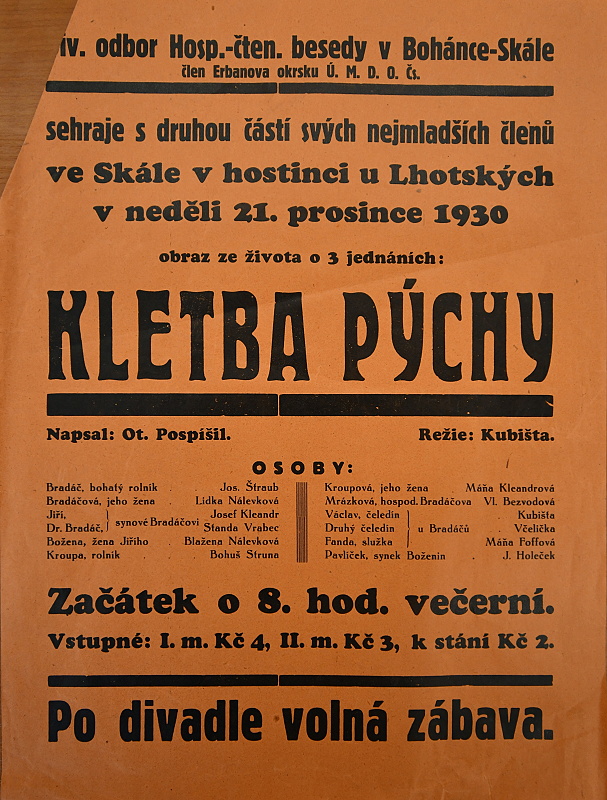 iv. odbor Hosp.-čten. besedy v Bohánce-Skále
člen Erbanova okrsku Ú. M. D. O. Čs.
sehraje s druhou částí svých nejmladších členů
ve Skále v hostinci u Lhotských
v neděli 21. prosince 1930
obraz ze života o 3 jednáních:
KLETBA PÝCHY
Napsal: Ot. Pospíšil. Režie: Kubišta.
OSOBY:
Bradáč, bohatý rolník . Jos. Štraub
Bradáčová, jeho žena . Lidka Nálevková
Jiří, Josef Kleandr
synové Bradáčovi
Dr. Bradáč, Standa Vrabec
Božena, žena Jiřího . Blažena Nálevková
Kroupa, rolník . . Bohuš Struna
Kroupová, jeho žena Máňa Kleandrová
Mrázková, hospod. Bradáčova Vl. Bezvodová
Václav, čeledín Kubišta
Druhý čeledín u Bradáčů . Včelička
Fanda, služka Máňa Foffová
Pavlíček, synek Boženin . J. Holeček
Začátek o 8. hod. večerní.
Vstupné: I. m. Kč 4, II. m. Kč 3, k stání Kč 2.
Po divadle volná zábava.